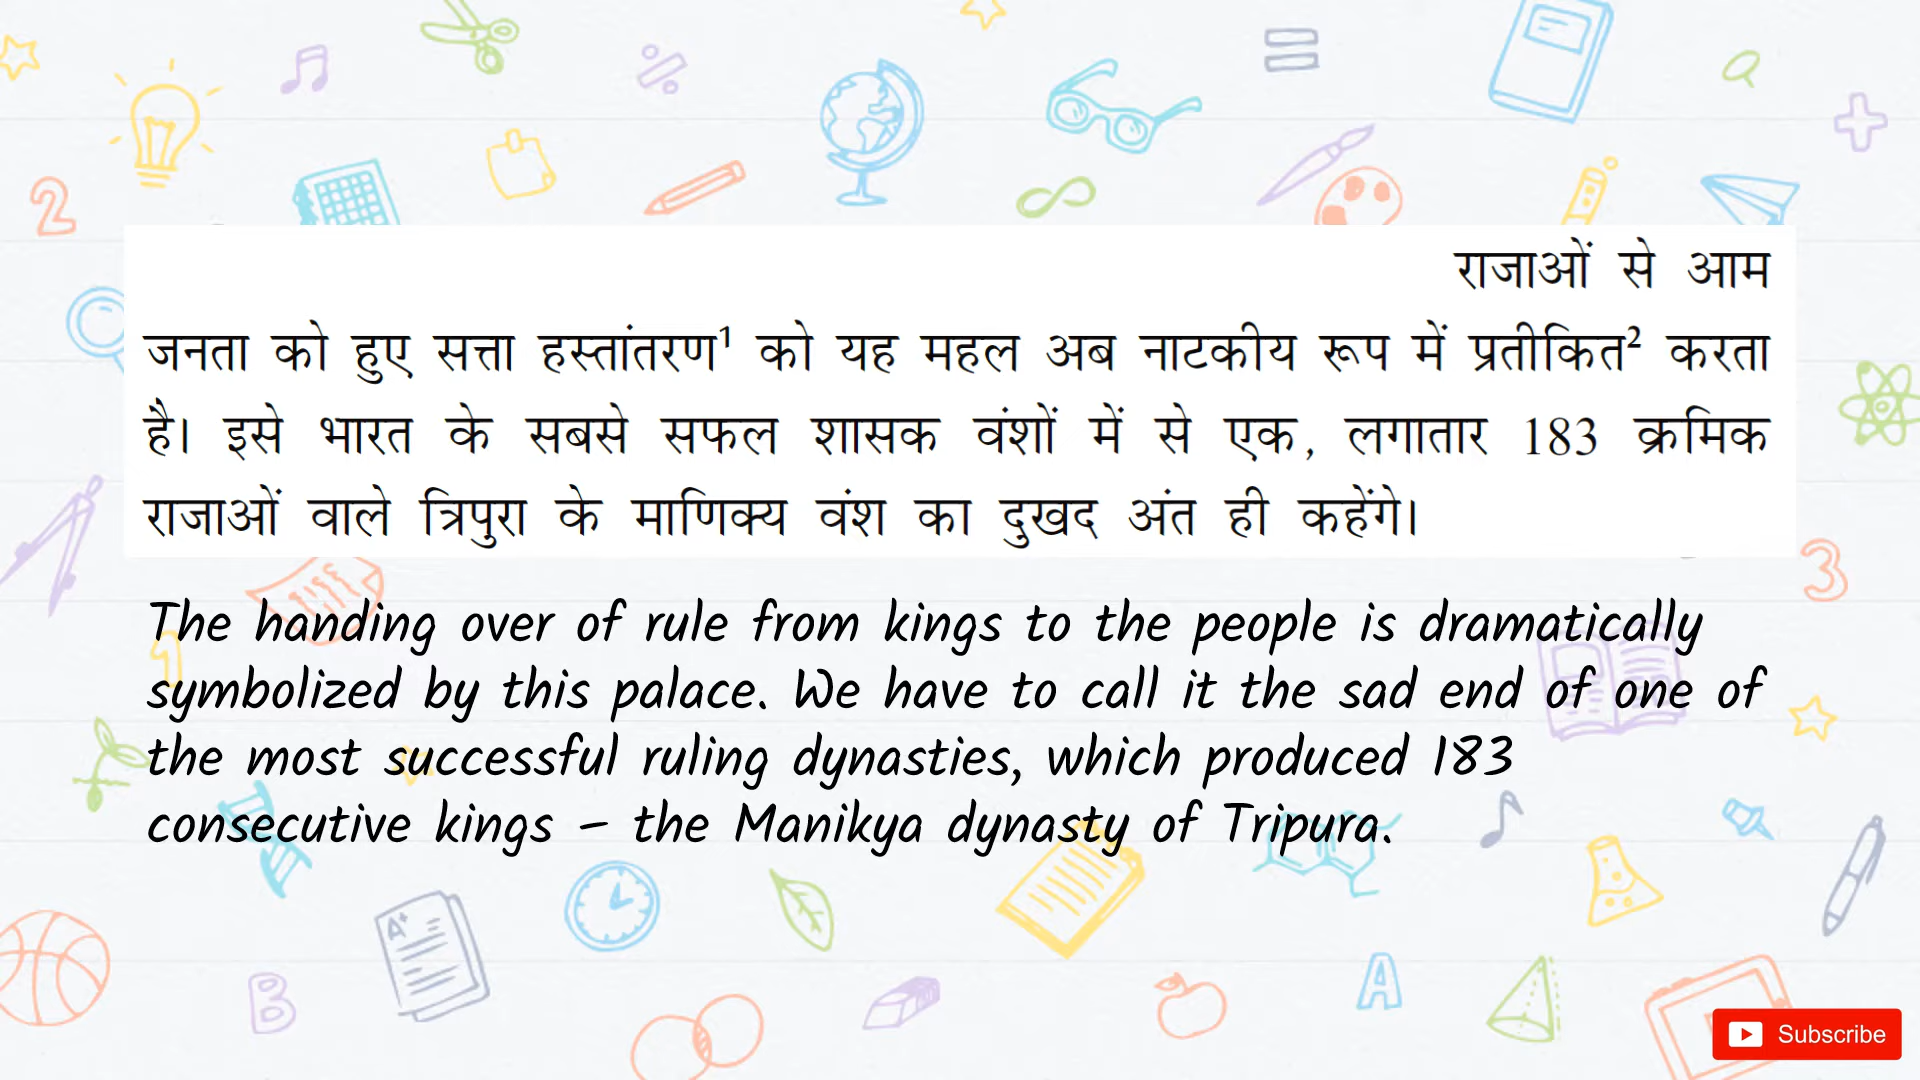 राजाओं से आम
जनता को हुए सत्ता हस्तांतरण¹ को यह महल अब नाटकीय रूप में प्रतीकित² करता
है। इसे भारत के सबसे सफल शासक वंशों में से एक, लगातार 183 क्रमिक
राजाओं वाले त्रिपुरा के माणिक्य वंश का दुखद अंत ही कहेंगे।
The handing over of rule from kings to the people is dramatically
symbolized by this palace. We have to call it the sad end of one of
the most successful ruling dynasties, which produced 183
consecutive kings – the Manikya dynasty of Tripura.
2
3
1
A+
B
A
Subscribe